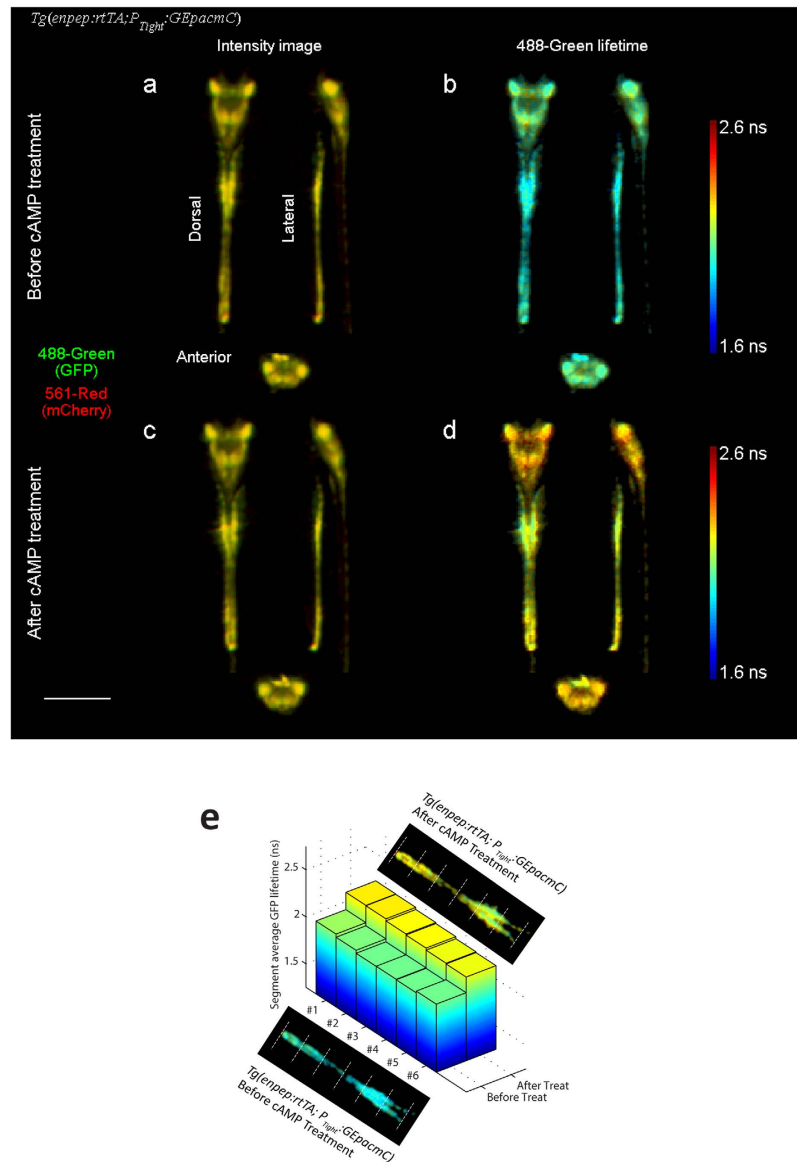 Tg(enpep:rtTA;P_Tight:GEpacmC)
Intensity image
488-Green lifetime
a
b
Before cAMP treatment
Dorsal
Lateral
2.6 ns
1.6 ns
488-Green
(GFP)
561-Red
(mCherry)
Anterior
c
d
After cAMP treatment
2.6 ns
1.6 ns
e
Tg(enpep:rtTA; P_Tight:GEpacmC)
After cAMP Treatment
Segment average GFP lifetime (ns)
2.5
2
1.5
#1
#2
#3
#4
#5
#6
After Treat
Before Treat
Tg(enpep:rtTA; P_Tight:GEpacmC)
Before cAMP Treatment